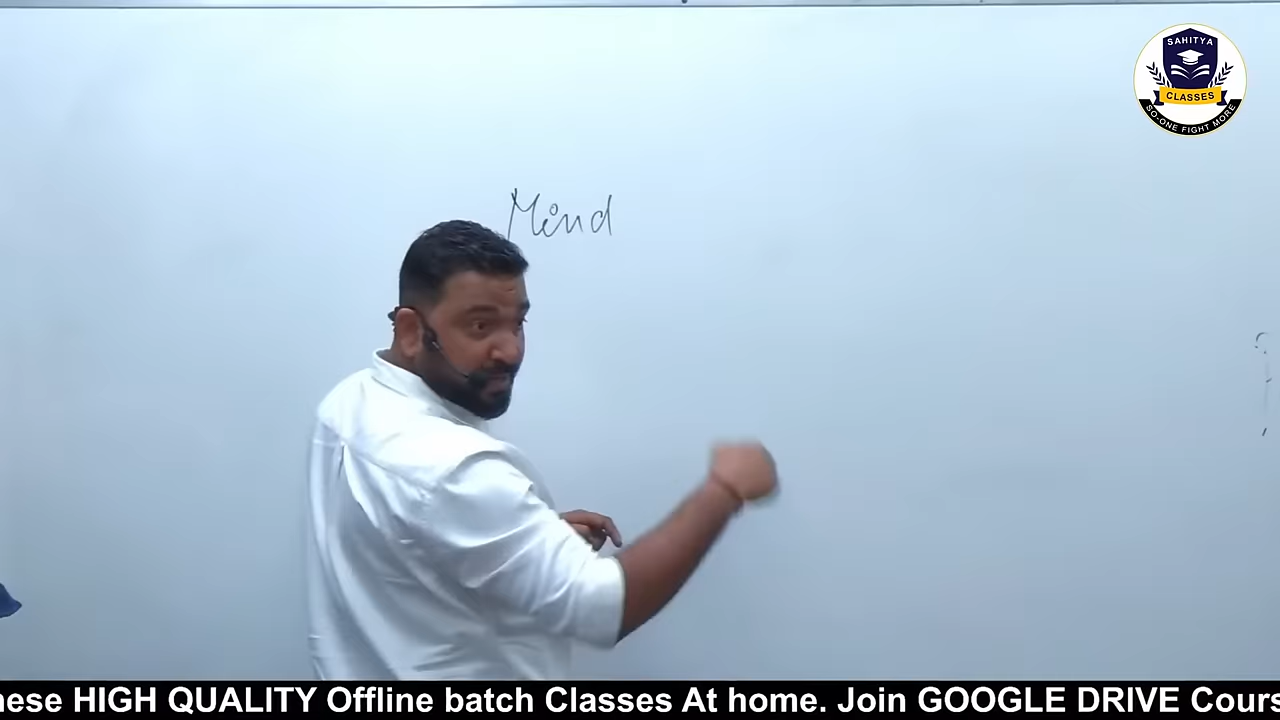 SAHITYA
CLASSES
SO-ONE FIGHT MORE
Mind
hese HIGH QUALITY Offline batch Classes At home. Join GOOGLE DRIVE Cours